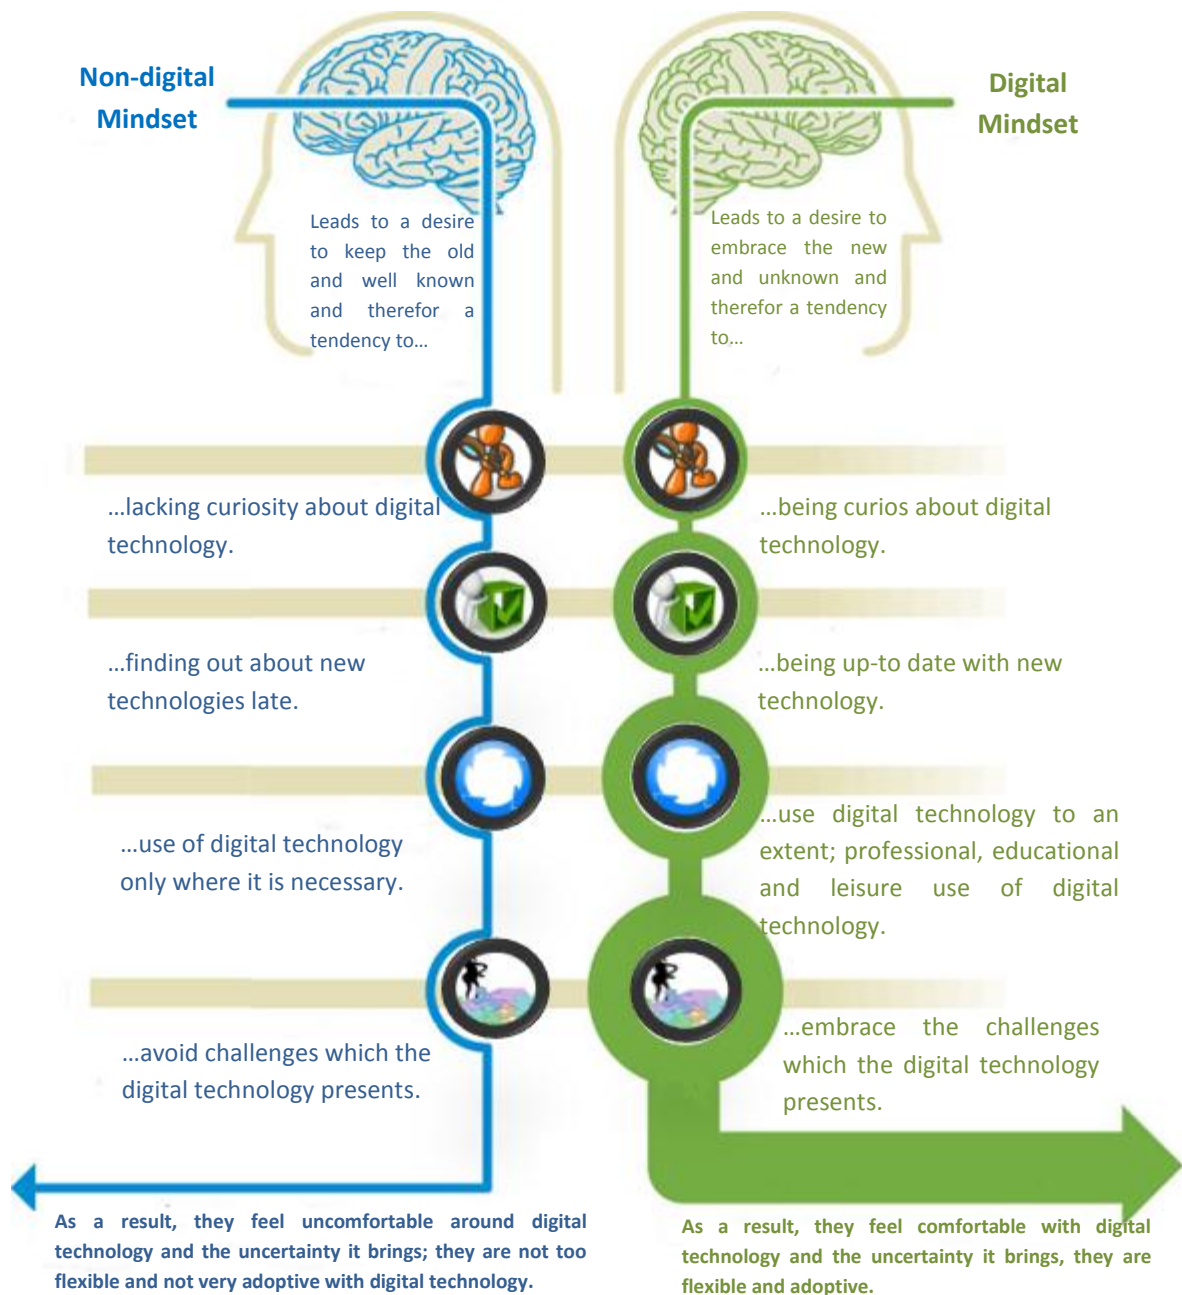 Non-digital
Mindset
Digital
Mindset
Leads to a desire
to keep the old
and well known
and therefor a
tendency to...
Leads to a desire to
embrace the new
and unknown and
therefor a tendency
to...
...lacking curiosity about digital
technology.
...being curios about digital
technology.
...finding out about new
technologies late.
...being up-to date with new
technology.
...use of digital technology
only where it is necessary.
...use digital technology to an
extent; professional, educational
and leisure use of digital
technology.
...avoid challenges which the
digital technology presents.
...embrace the challenges
which the digital technology
presents.
As a result, they feel uncomfortable around digital
technology and the uncertainty it brings; they are not too
flexible and not very adoptive with digital technology.
As a result, they feel comfortable with digital
technology and the uncertainty it brings, they are
flexible and adoptive.